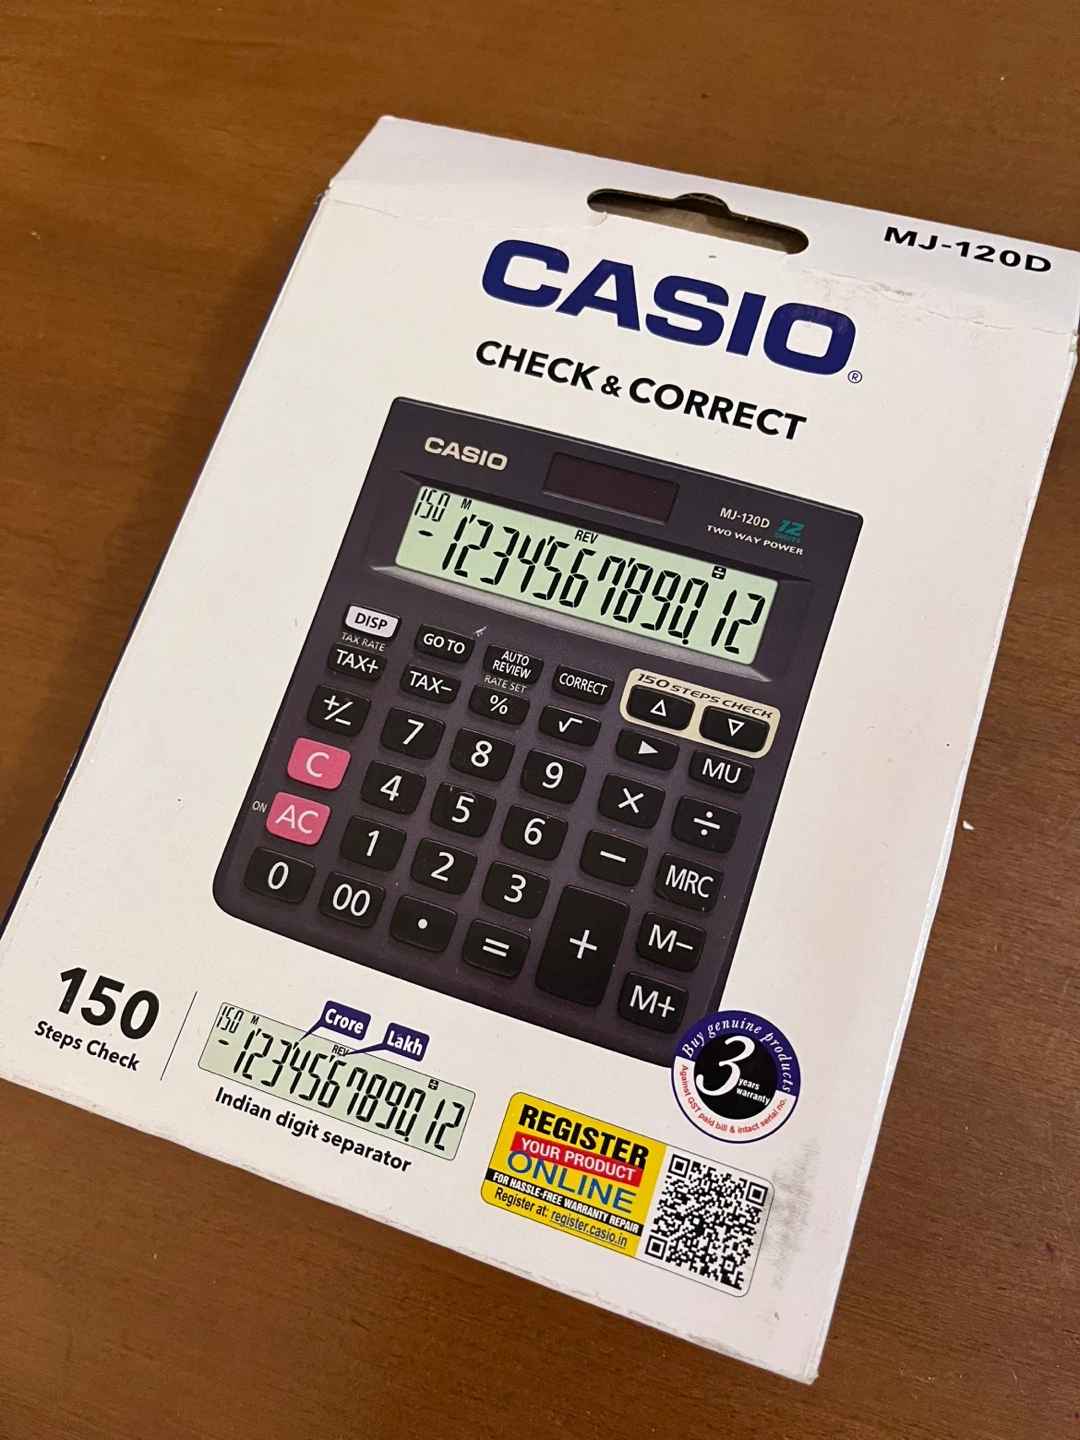 MJ-120D
CASIO®
CHECK & CORRECT
CASIO
MJ-120D 12 DIGITS
TWO WAY POWER
150 M REV
-1234567890.12
DISP GO TO AUTO REVIEW CORRECT 150 STEPS CHECK
TAX RATE RATE SET
TAX+ TAX− % √ △ ▽
+/− 7 8 9 ▶ MU
C 4 5 6 × ÷
ON AC 1 2 3 − MRC
0 00 · = + M−
M+
150
Steps Check
150 M REV
-1234567890.12
Crore
Lakh
Indian digit separator
Buy genuine products
3 years warranty
Against GST paid bill & intact serial no.
REGISTER
YOUR PRODUCT
ONLINE
FOR HASSLE-FREE WARRANTY REPAIR
Register at: register.casio.in